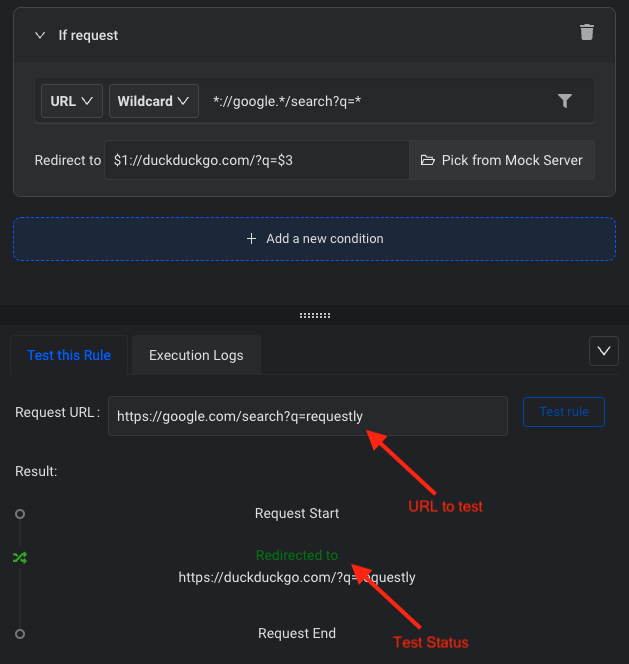 If request
URL Wildcard *://google.*/search?q=*
Redirect to $1://duckduckgo.com/?q=$3 Pick from Mock Server
+ Add a new condition
Test this Rule Execution Logs
Request URL: https://google.com/search?q=requestly Test rule
URL to test
Result:
Request Start
Redirected to
https://duckduckgo.com/?q=requestly
Request End
Test Status